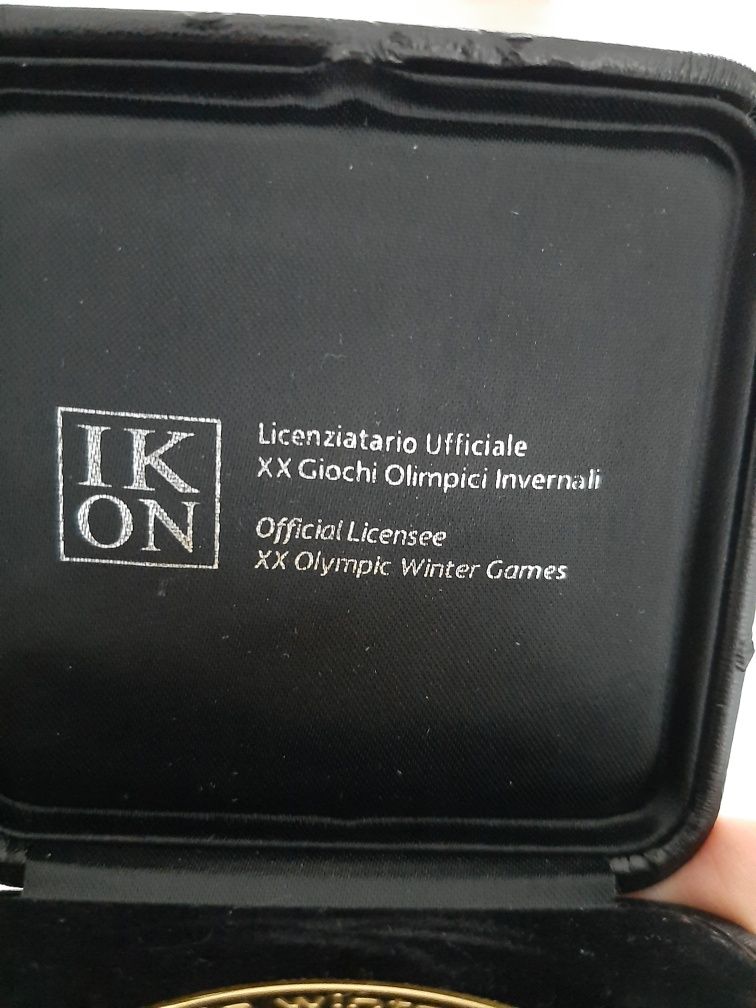 IK
ON
Licenziatario Ufficiale
XX Giochi Olimpici Invernali
Official Licensee
XX Olympic Winter Games